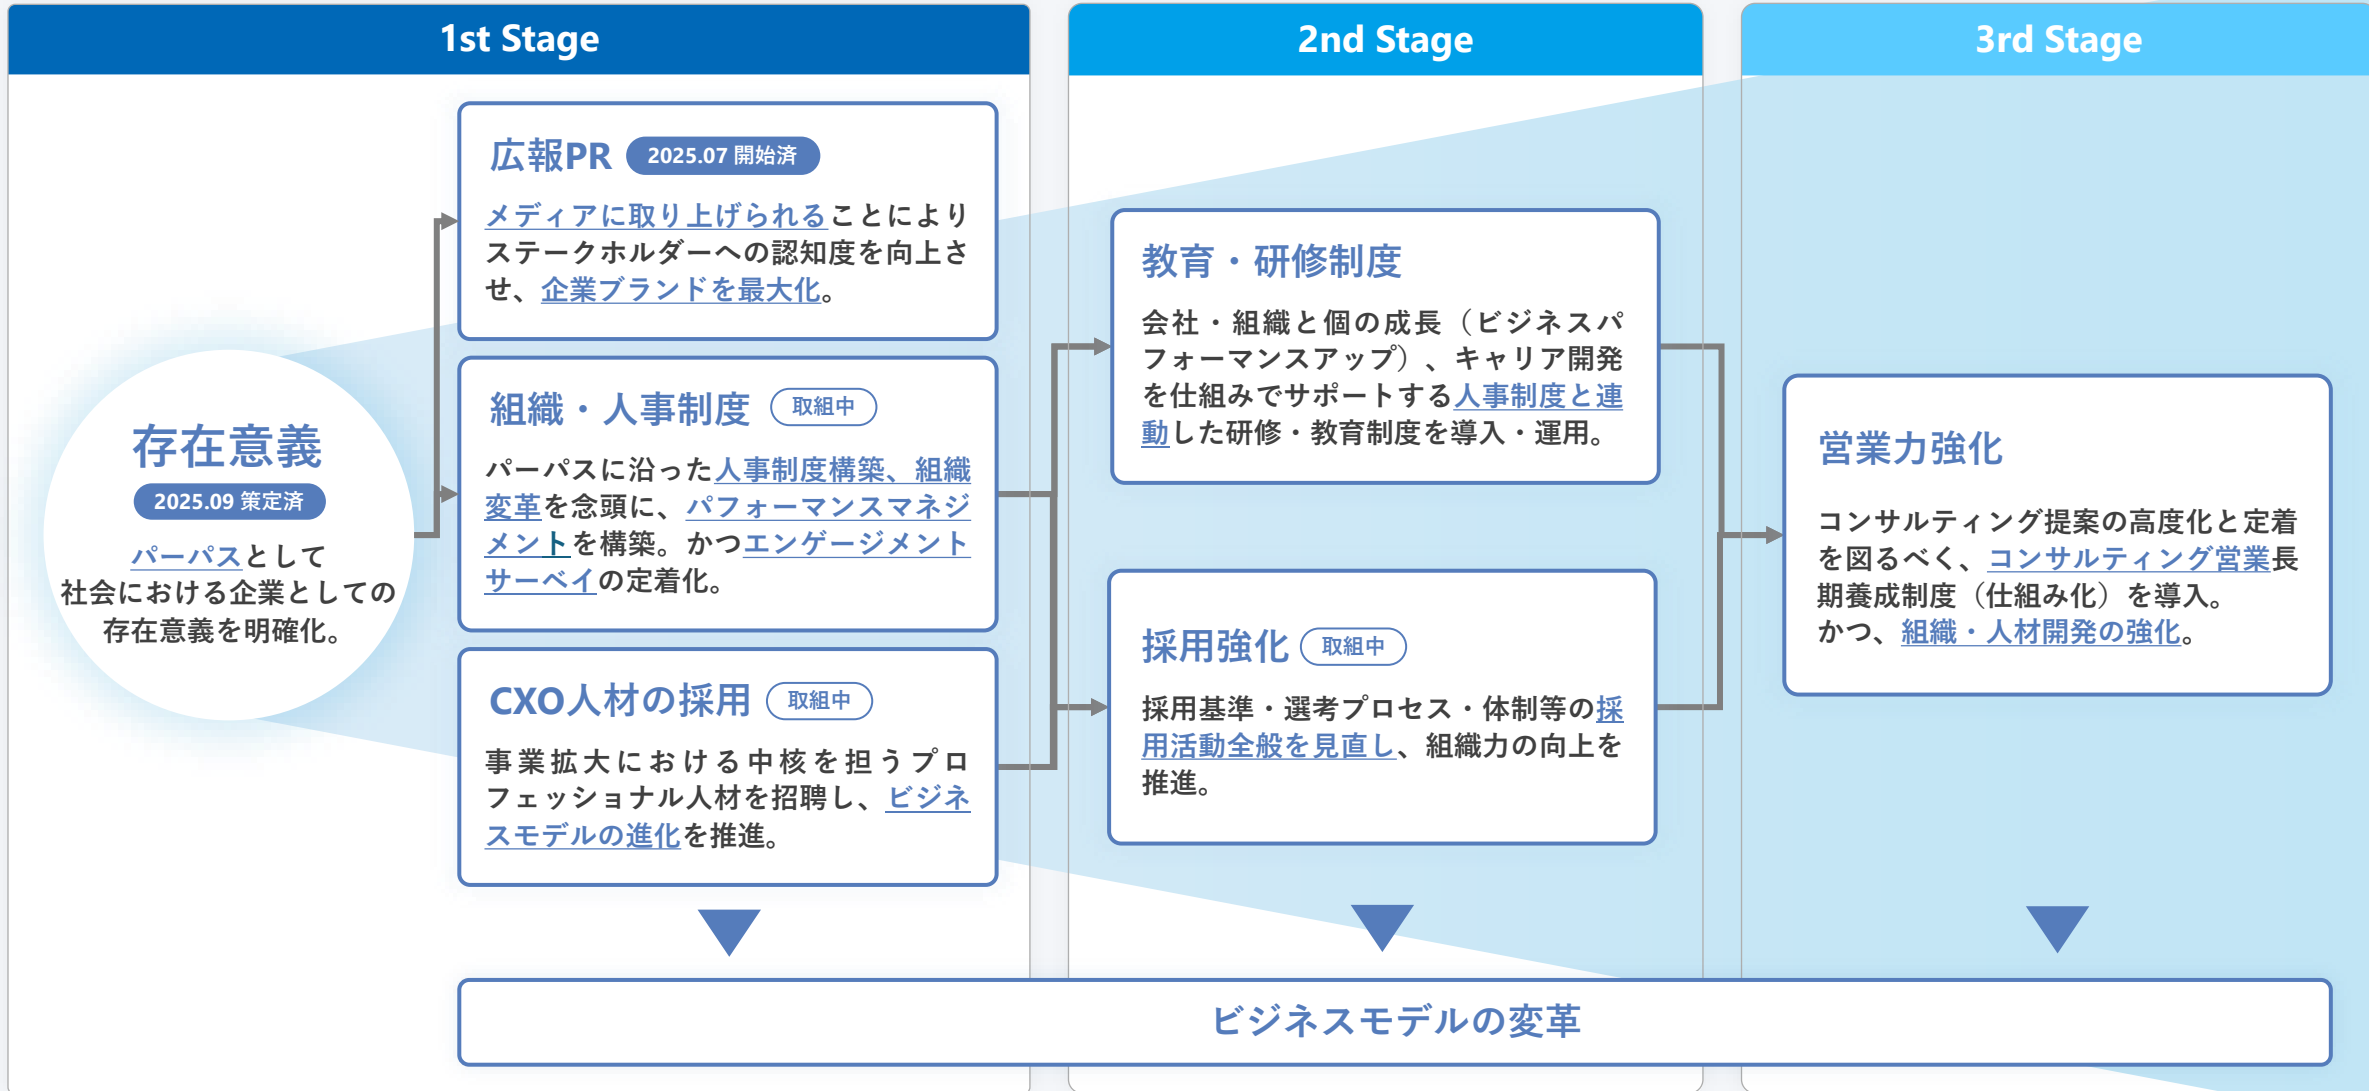 1st Stage
存在意義
2025.09 策定済
パーパスとして
社会における企業としての
存在意義を明確化。
広報PR 2025.07 開始済
メディアに取り上げられることにより
ステークホルダーへの認知度を向上さ
せ、企業ブランドを最大化。
組織・人事制度 取組中
パーパスに沿った人事制度構築、組織
変革を念頭に、パフォーマンスマネジ
メントを構築。かつエンゲージメント
サーベイの定着化。
CXO人材の採用 取組中
事業拡大における中核を担うプロ
フェッショナル人材を招聘し、ビジネ
スモデルの進化を推進。
2nd Stage
教育・研修制度
会社・組織と個の成長（ビジネスパ
フォーマンスアップ）、キャリア開発
を仕組みでサポートする人事制度と連
動した研修・教育制度を導入・運用。
採用強化 取組中
採用基準・選考プロセス・体制等の採
用活動全般を見直し、組織力の向上を
推進。
3rd Stage
営業力強化
コンサルティング提案の高度化と定着
を図るべく、コンサルティング営業長
期養成制度（仕組み化）を導入。
かつ、組織・人材開発の強化。
ビジネスモデルの変革